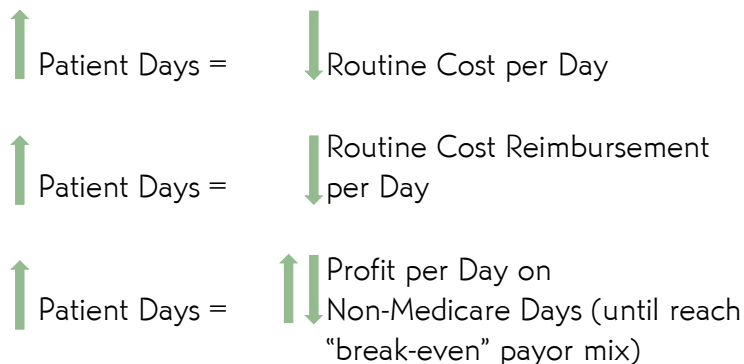 Patient Days = Routine Cost per Day
Routine Cost Reimbursement
Patient Days = per Day
Profit per Day on
Patient Days = Non-Medicare Days (until reach
“break-even” payor mix)